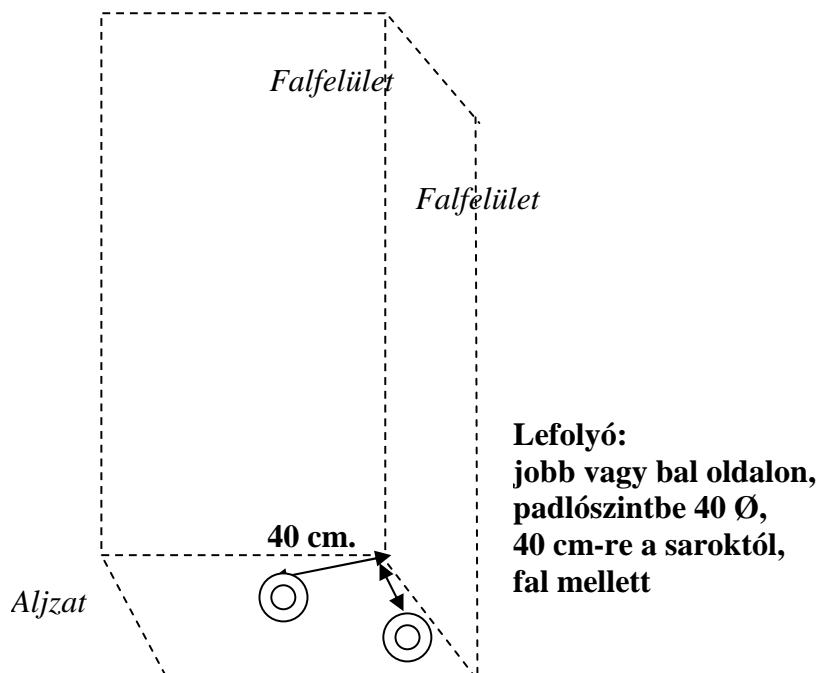 Falfelület
Falfelület
Lefolyó:
jobb vagy bal oldalon,
padlószintbe 40 Ø,
40 cm-re a saroktól,
fal mellett
40 cm.
Aljzat